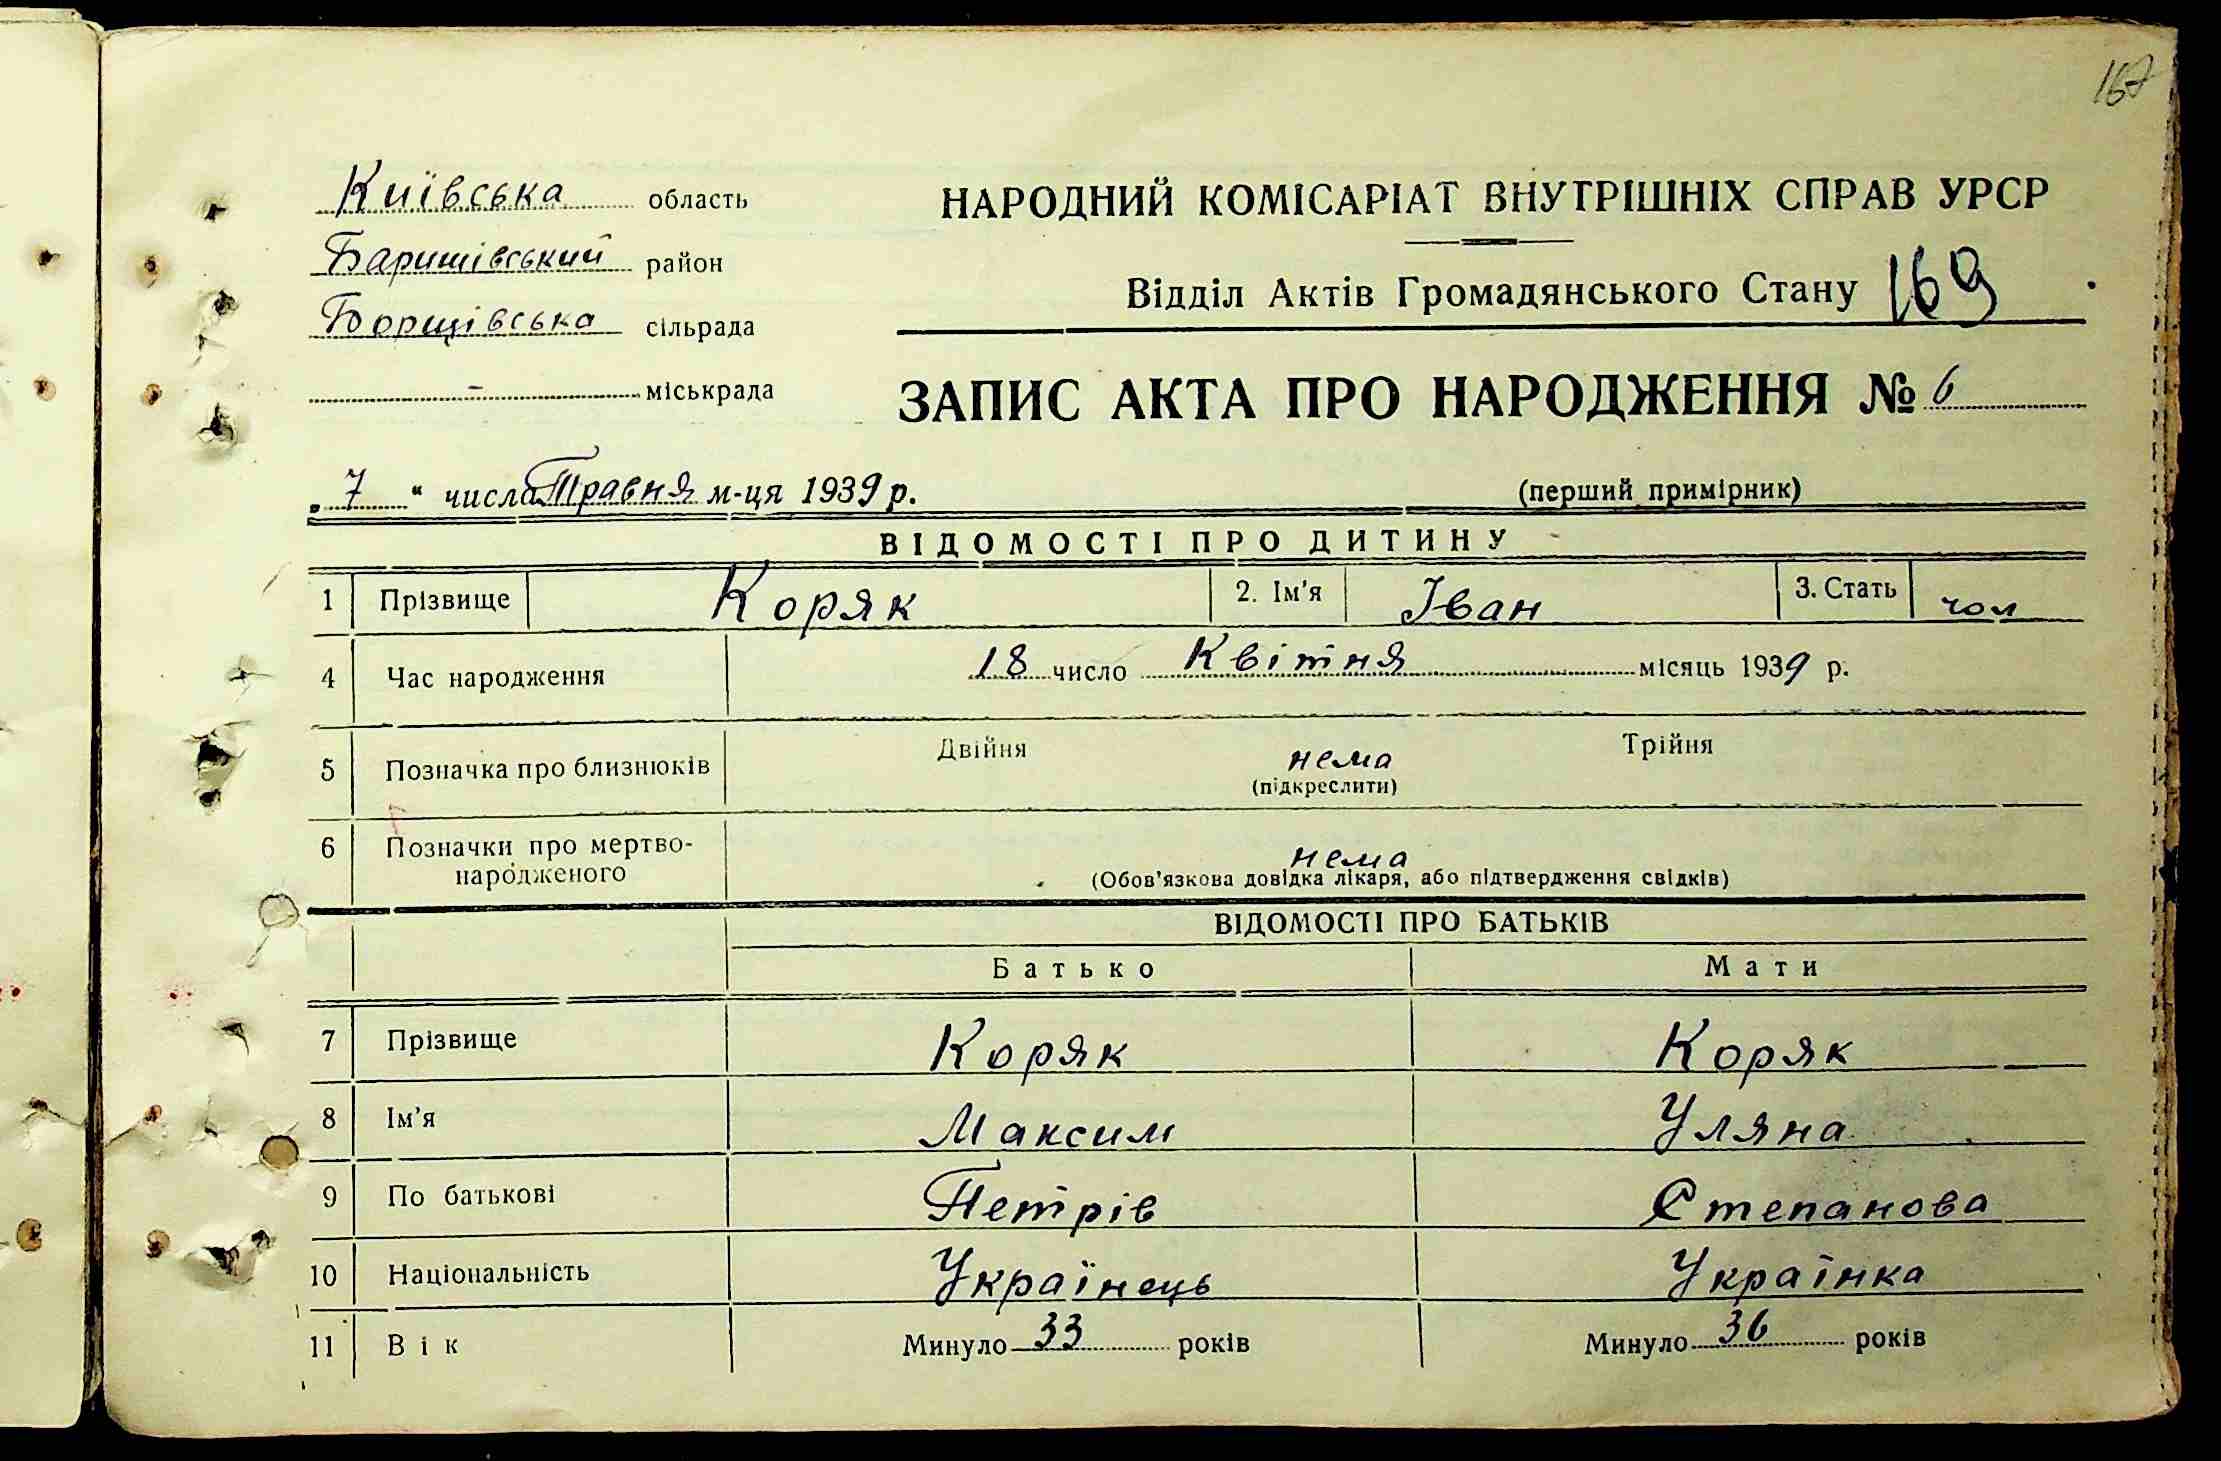 167
Київська область
Баришівський район
Борщівська сільрада
- міськрада
НАРОДНИЙ КОМІСАРІАТ ВНУТРІШНІХ СПРАВ УРСР
Відділ Актів Громадянського Стану 169
ЗАПИС АКТА ПРО НАРОДЖЕННЯ № 6
„ 7 “ числа Травня м-ця 1939 р. (перший примірник)
ВІДОМОСТІ ПРО ДИТИНУ
1 Прізвище Коряк 2. Ім'я Іван 3. Стать чол
4 Час народження 18 число Квітня місяць 1939 р.
5 Позначка про близнюків Двійня нема Трійня
(підкреслити)
6 Позначки про мертво-
народженого нема
(Обов'язкова довідка лікаря, або підтвердження свідків)
ВІДОМОСТІ ПРО БАТЬКІВ
Батько Мати
7 Прізвище Коряк Коряк
8 Ім'я Максим Уляна
9 По батькові Петрів Степанова
10 Національність Українець Українка
11 Вік Минуло 33 років Минуло 36 років